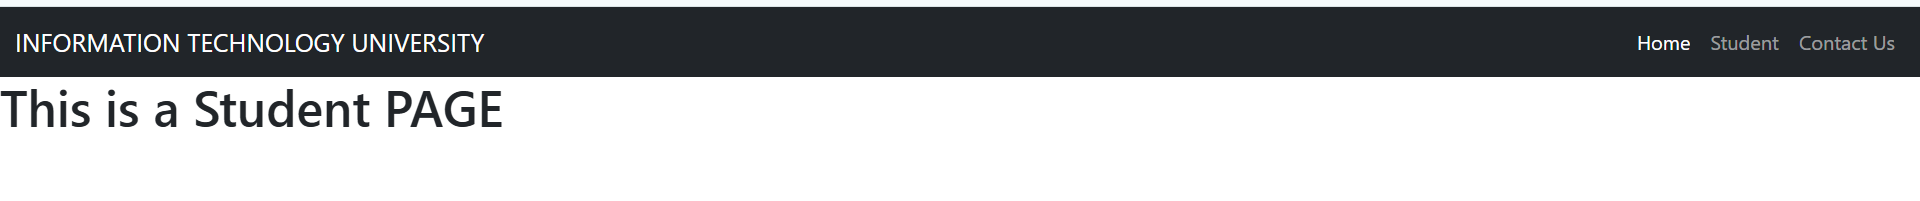 INFORMATION TECHNOLOGY UNIVERSITY Home Student Contact Us
This is a Student PAGE